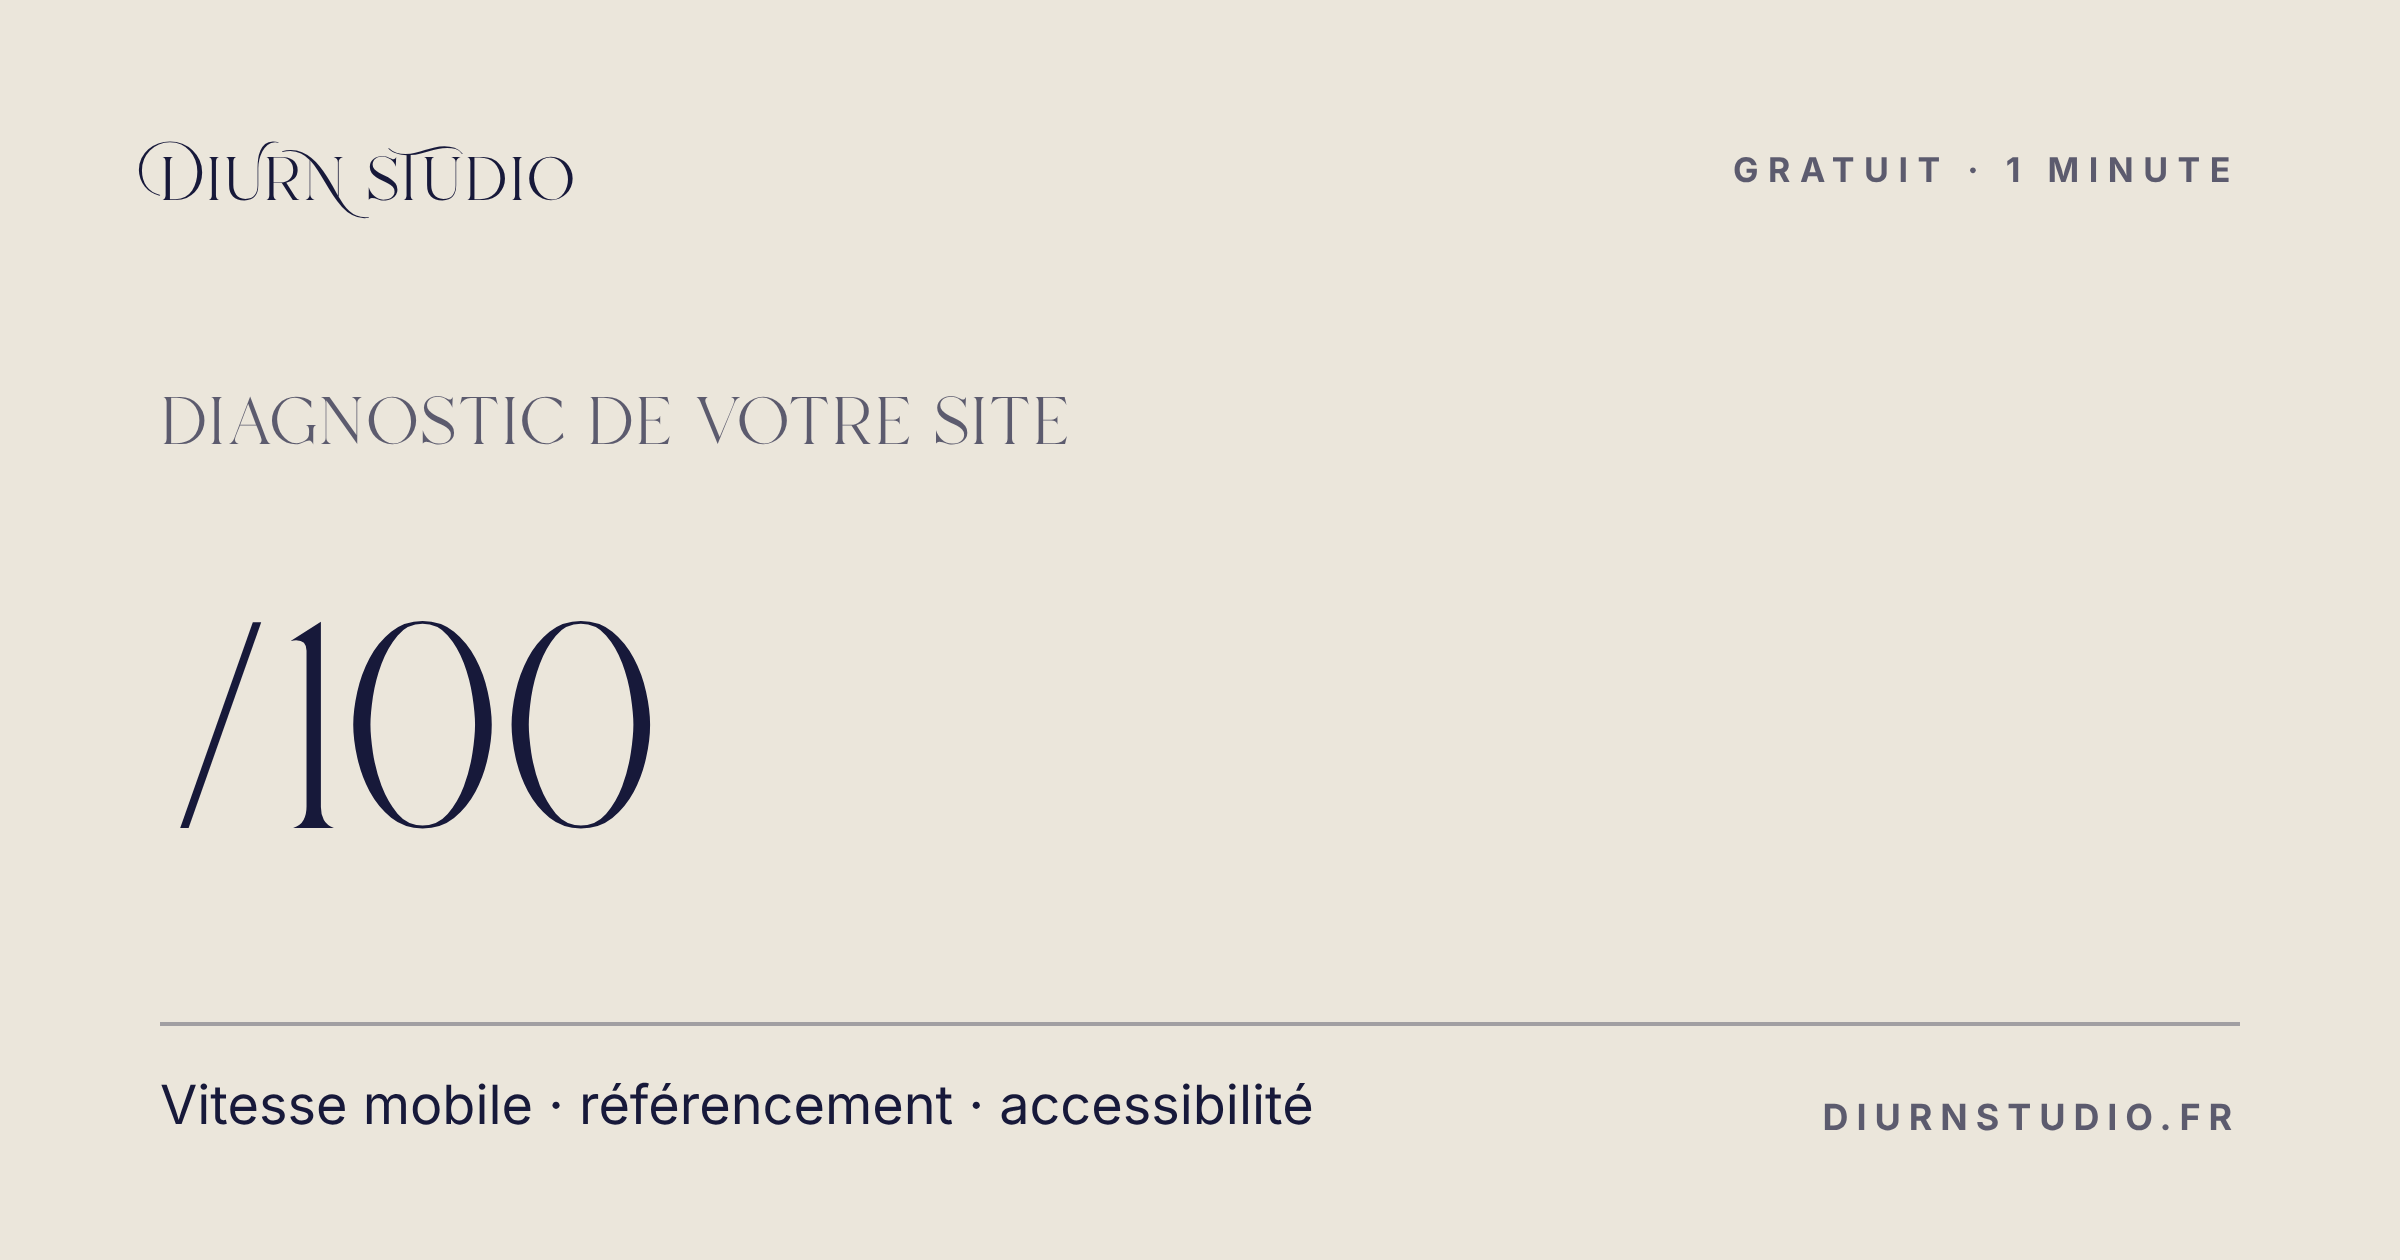 DIURN STUDIO
GRATUIT · 1 MINUTE
DIAGNOSTIC DE VOTRE SITE
/100
Vitesse mobile · référencement · accessibilité
DIURNSTUDIO.FR